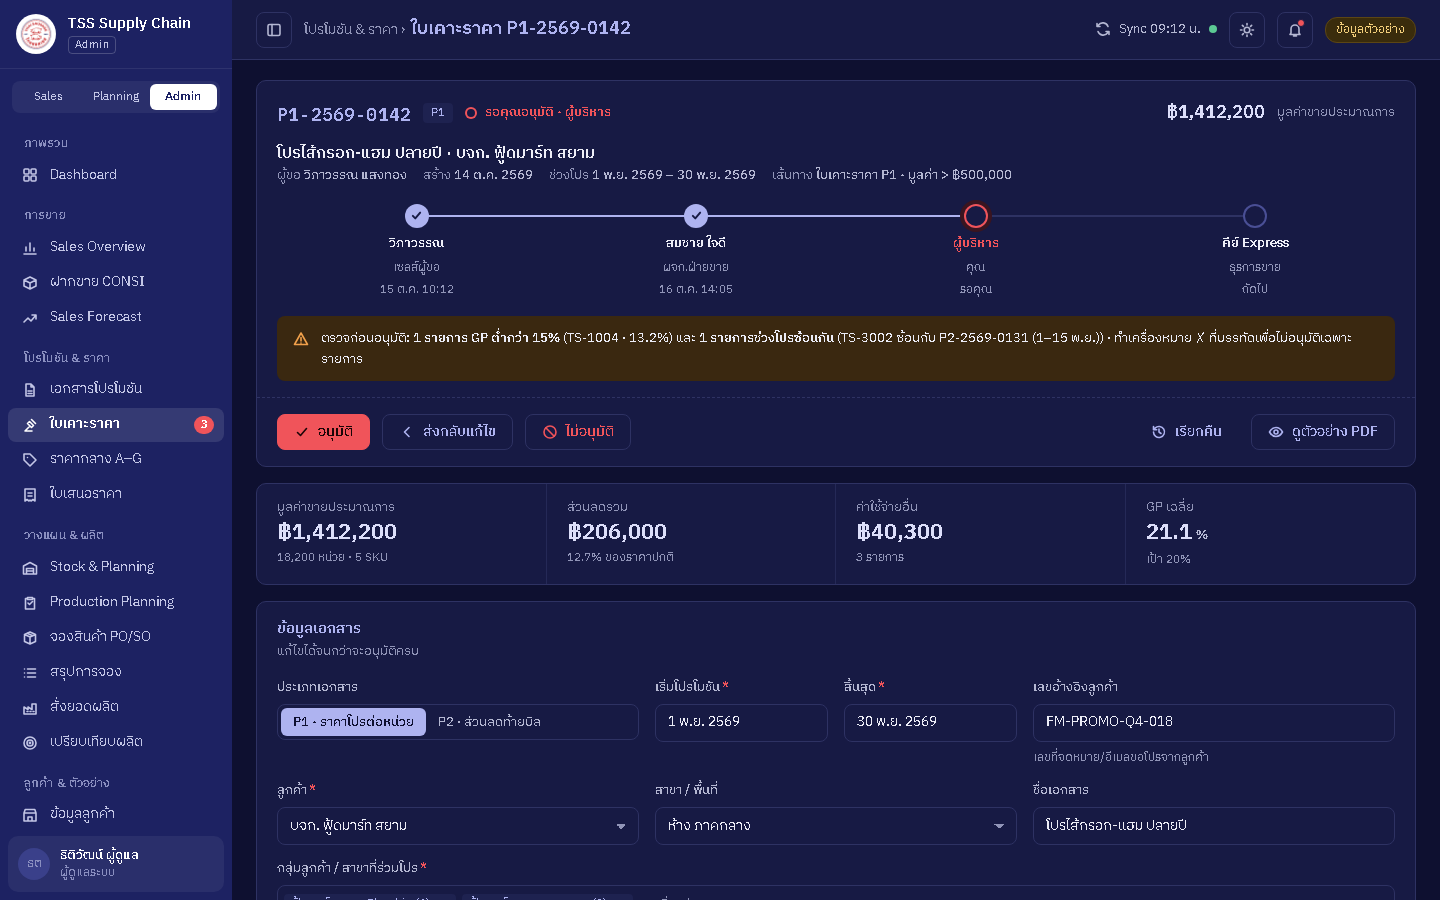 TSS Supply Chain
Admin
Sales Planning Admin
ภาพรวม
Dashboard
การขาย
Sales Overview
ฝากขาย CONSI
Sales Forecast
โปรโมชัน & ราคา
เอกสารโปรโมชัน
ใบเคาะราคา 3
ราคากลาง A–G
ใบเสนอราคา
วางแผน & ผลิต
Stock & Planning
Production Planning
จองสินค้า PO/SO
สรุปการจอง
สั่งยอดผลิต
เปรียบเทียบผลิต
ลูกค้า & ตัวอย่าง
ข้อมูลลูกค้า
ธต ธิติวัฒน์ ผู้ดูแล
ผู้ดูแลระบบ
โปรโมชัน & ราคา › ใบเคาะราคา P1-2569-0142
Sync 09:12 น. ข้อมูลตัวอย่าง
P1-2569-0142 P1 รอคุณอนุมัติ · ผู้บริหาร ฿1,412,200 มูลค่าขายประมาณการ
โปรไส้กรอก-แฮม ปลายปี · บจก. ฟู้ดมาร์ท สยาม
ผู้ขอ วิภาวรรณ แสงทอง สร้าง 14 ต.ค. 2569 ช่วงโปร 1 พ.ย. 2569 – 30 พ.ย. 2569 เส้นทาง ใบเคาะราคา P1 · มูลค่า > ฿500,000
วิภาวรรณ สมชาย ใจดี ผู้บริหาร คีย์ Express
เซลส์ผู้ขอ ผจก.ฝ่ายขาย คุณ ธุรการขาย
15 ต.ค. 10:12 16 ต.ค. 14:05 รอคุณ ถัดไป
ตรวจก่อนอนุมัติ: 1 รายการ GP ต่ำกว่า 15% (TS-1004 · 13.2%) และ 1 รายการช่วงโปรซ้อนกัน (TS-3002 ซ้อนกับ P2-2569-0131 (1–15 พ.ย.)) · ทำเครื่องหมาย ✗ ที่บรรทัดเพื่อไม่อนุมัติเฉพาะ
รายการ
อนุมัติ ส่งกลับแก้ไข ไม่อนุมัติ เรียกคืน ดูตัวอย่าง PDF
มูลค่าขายประมาณการ ส่วนลดรวม ค่าใช้จ่ายอื่น GP เฉลี่ย
฿1,412,200 ฿206,000 ฿40,300 21.1 %
18,200 หน่วย · 5 SKU 12.7% ของราคาปกติ 3 รายการ เป้า 20%
ข้อมูลเอกสาร
แก้ไขได้จนกว่าจะอนุมัติครบ
ประเภทเอกสาร เริ่มโปรโมชัน * สิ้นสุด * เลขอ้างอิงลูกค้า
P1 · ราคาโปรต่อหน่วย P2 · ส่วนลดท้ายบิล 1 พ.ย. 2569 30 พ.ย. 2569 FM-PROMO-Q4-018
เลขที่จดหมาย/อีเมลขอโปรจากลูกค้า
ลูกค้า * สาขา / พื้นที่ ชื่อเอกสาร
บจก. ฟู้ดมาร์ท สยาม ห้าง ภาคกลาง โปรไส้กรอก-แฮม ปลายปี
กลุ่มลูกค้า / สาขาที่ร่วมโปร *